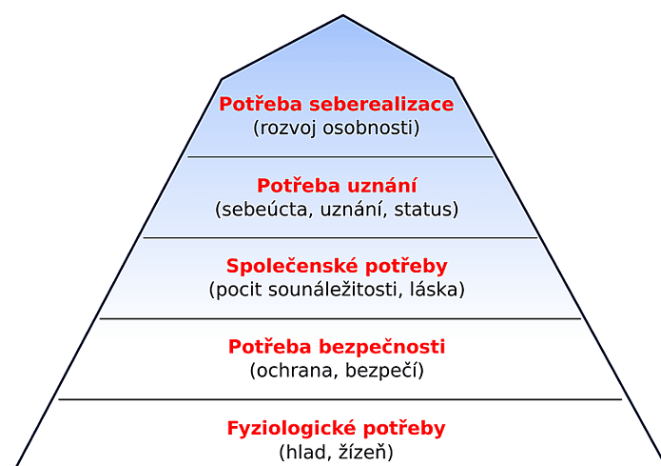 Potřeba seberealizace
(rozvoj osobnosti)
Potřeba uznání
(sebeúcta, uznání, status)
Společenské potřeby
(pocit sounáležitosti, láska)
Potřeba bezpečnosti
(ochrana, bezpečí)
Fyziologické potřeby
(hlad, žízeň)